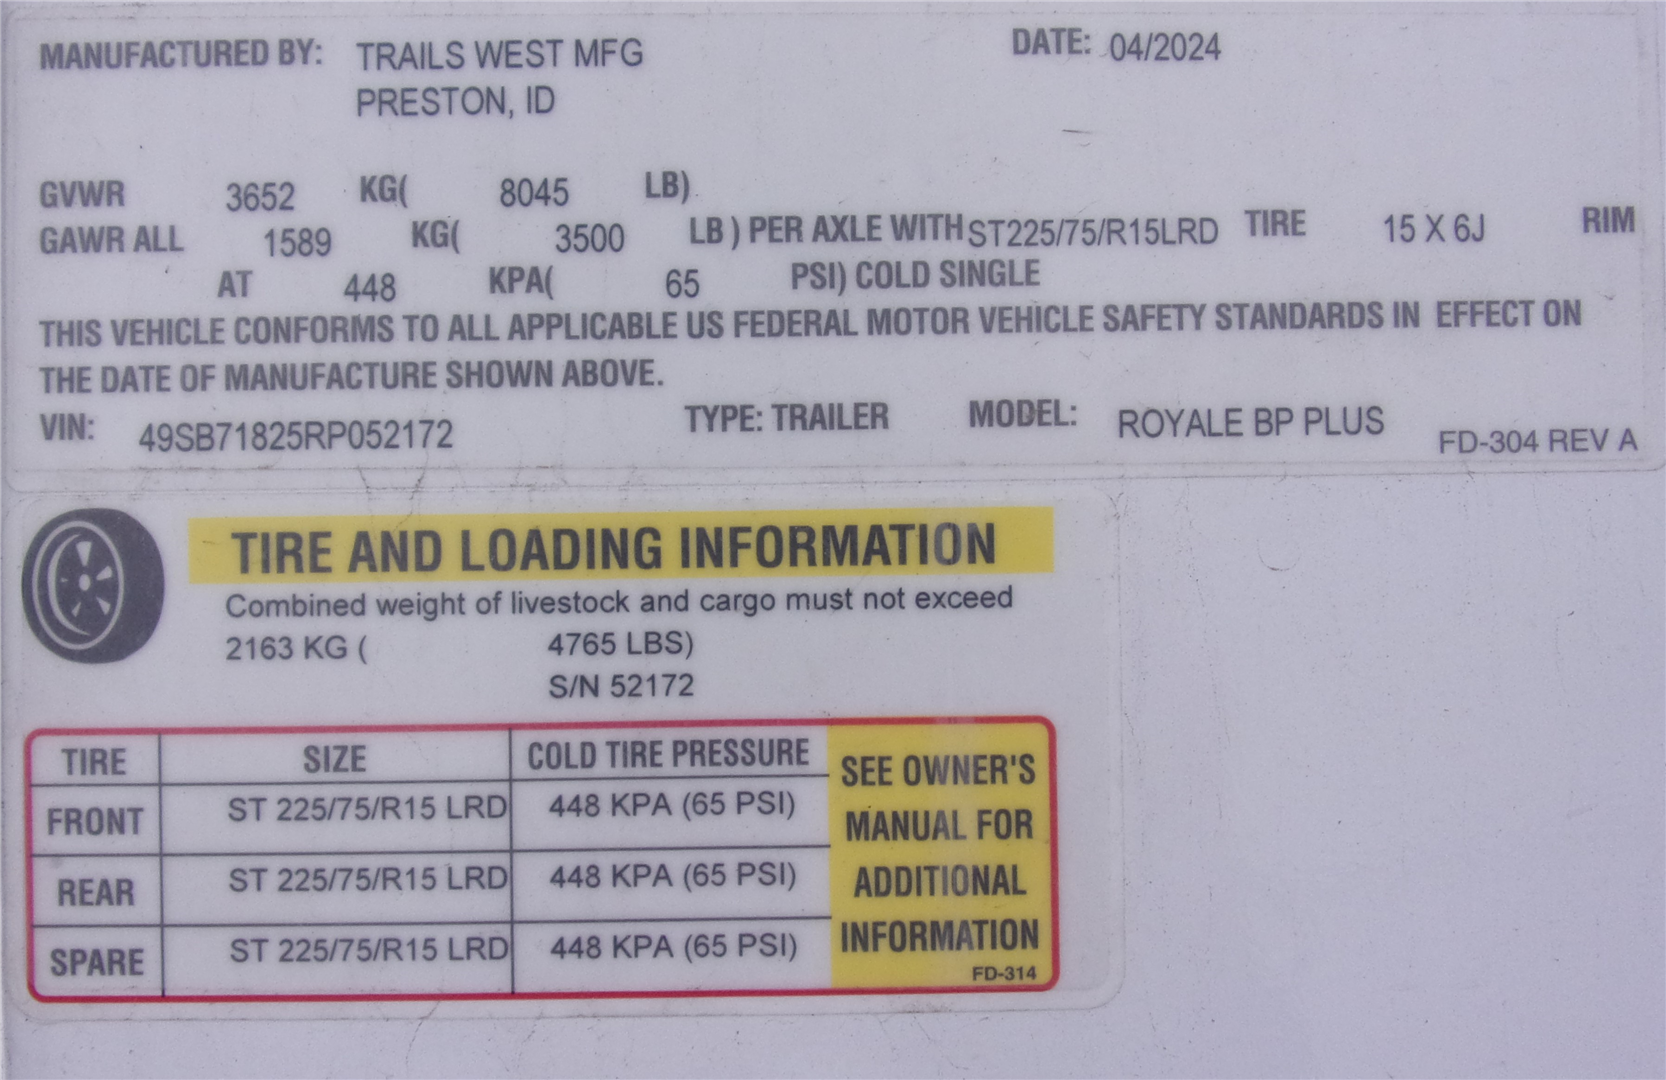 MANUFACTURED BY: TRAILS WEST MFG DATE: 04/2024
PRESTON, ID
GVWR 3652 KG( 8045 LB)
GAWR ALL 1589 KG( 3500 LB ) PER AXLE WITH ST225/75/R15LRD TIRE 15 X 6J RIM
AT 448 KPA( 65 PSI) COLD SINGLE
THIS VEHICLE CONFORMS TO ALL APPLICABLE US FEDERAL MOTOR VEHICLE SAFETY STANDARDS IN EFFECT ON
THE DATE OF MANUFACTURE SHOWN ABOVE.
VIN: 49SB71825RP052172 TYPE: TRAILER MODEL: ROYALE BP PLUS FD-304 REV A
TIRE AND LOADING INFORMATION
Combined weight of livestock and cargo must not exceed
2163 KG ( 4765 LBS)
S/N 52172
TIRE SIZE COLD TIRE PRESSURE
FRONT ST 225/75/R15 LRD 448 KPA (65 PSI)
REAR ST 225/75/R15 LRD 448 KPA (65 PSI)
SPARE ST 225/75/R15 LRD 448 KPA (65 PSI)
SEE OWNER'S
MANUAL FOR
ADDITIONAL
INFORMATION
FD-314